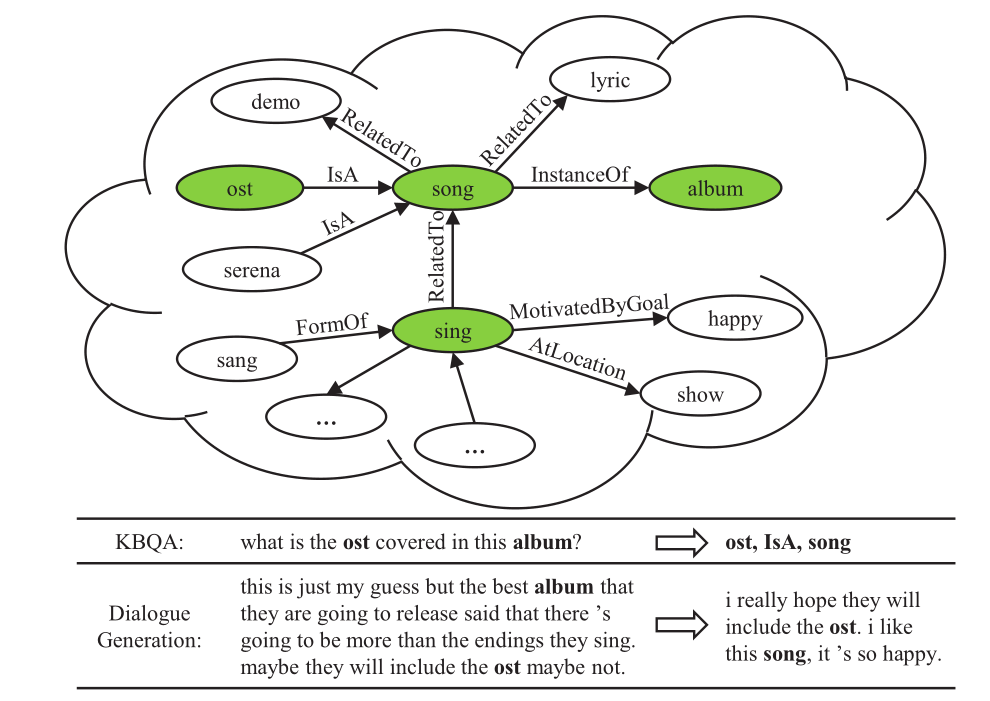 demo
lyric
RelatedTo
RelatedTo
ost
IsA
song
InstanceOf
album
IsA
serena
RelatedTo
sang
FormOf
sing
MotivatedByGoal
happy
AtLocation
show
...
...
KBQA:
what is the ost covered in this album?
ost, IsA, song
Dialogue
Generation:
this is just my guess but the best album that
they are going to release said that there 's
going to be more than the endings they sing.
maybe they will include the ost maybe not.
i really hope they will
include the ost. i like
this song, it 's so happy.